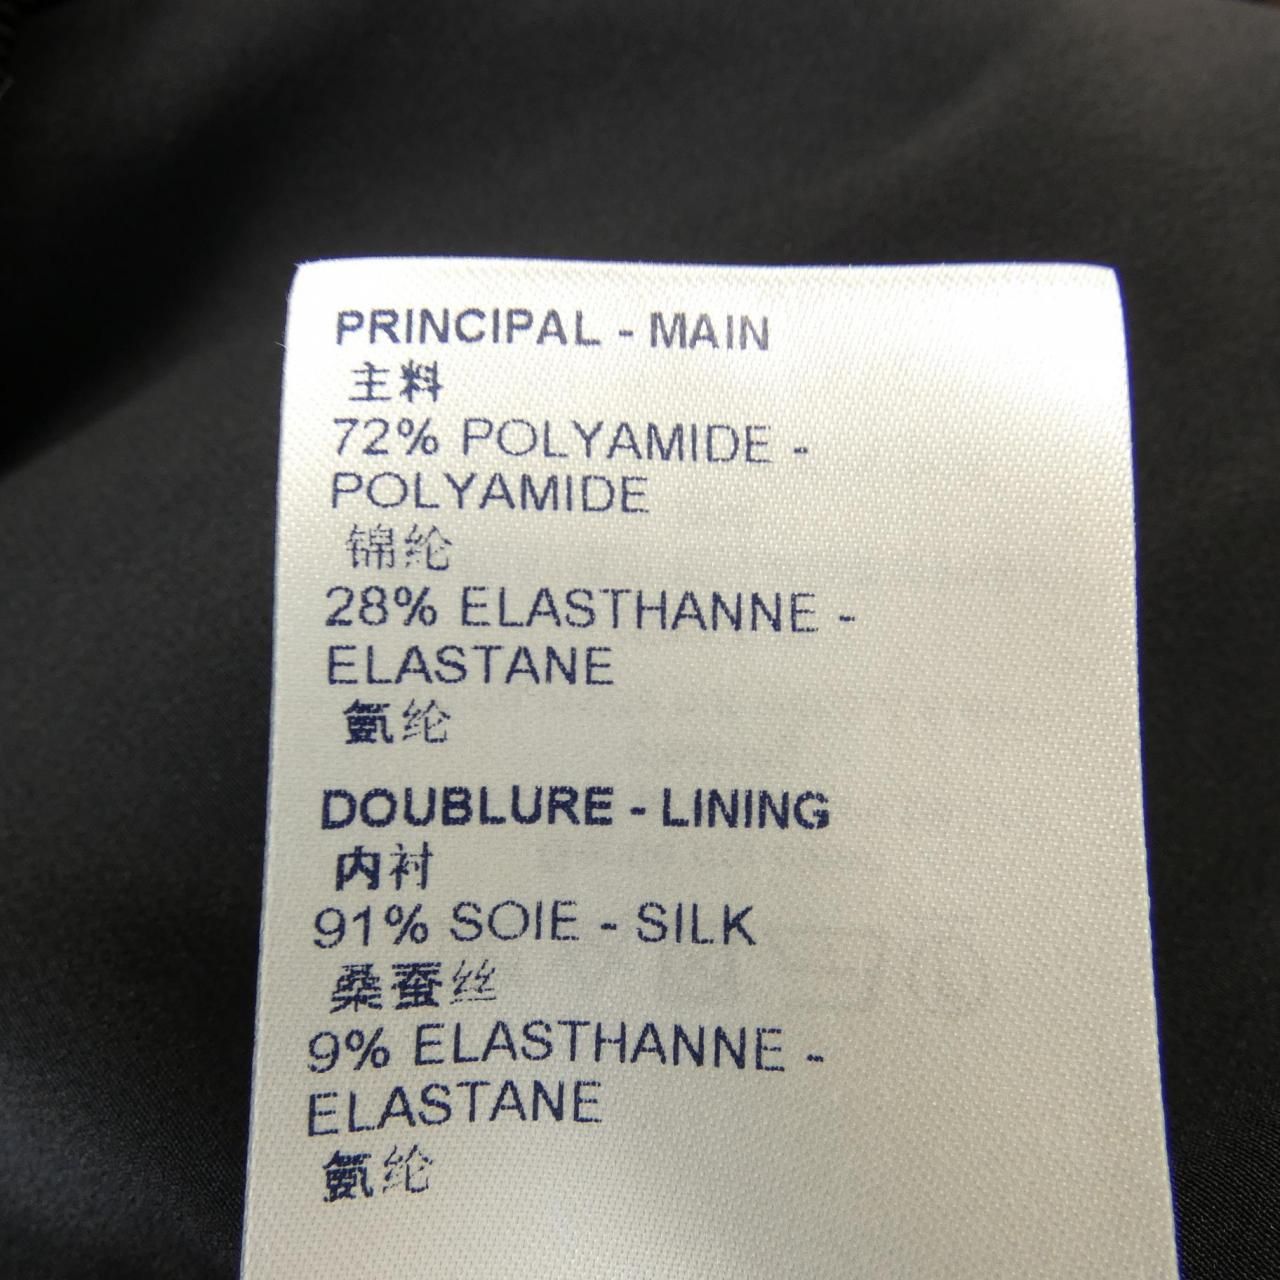 PRINCIPAL - MAIN
主料
72% POLYAMIDE -
POLYAMIDE
锦纶
28% ELASTHANNE -
ELASTANE
氨纶
DOUBLURE - LINING
内衬
91% SOIE - SILK
桑蚕丝
9% ELASTHANNE -
ELASTANE
氨纶